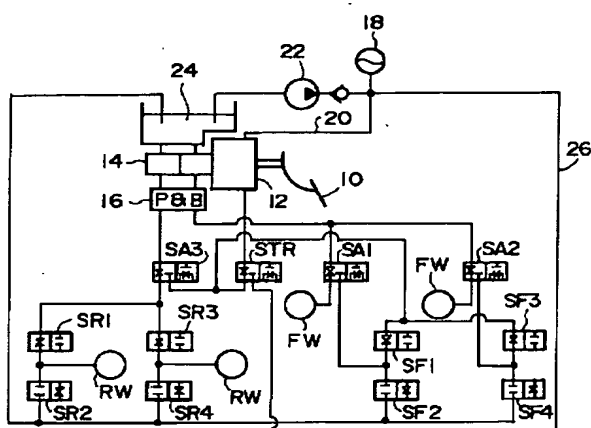 18
22
24
20
14
26
10
16
P&B
12
SA3
STR
SA1
SA2
FW
SF3
SR1
SR3
FW
RW
RW
SF1
SR2
SR4
SF2
SF4